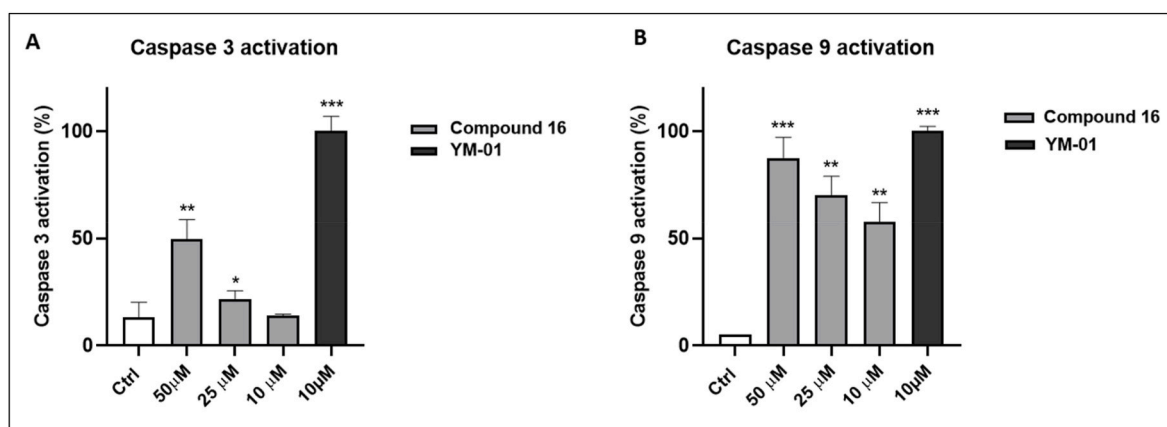 A
Caspase 3 activation
Caspase 3 activation (%)
100
50
0
***
**
*
Ctrl
50µM
25 µM
10 µM
10µM
Compound 16
YM-01
B
Caspase 9 activation
Caspase 9 activation (%)
100
50
0
***
**
**
***
Ctrl
50 µM
25 µM
10 µM
10µM
Compound 16
YM-01